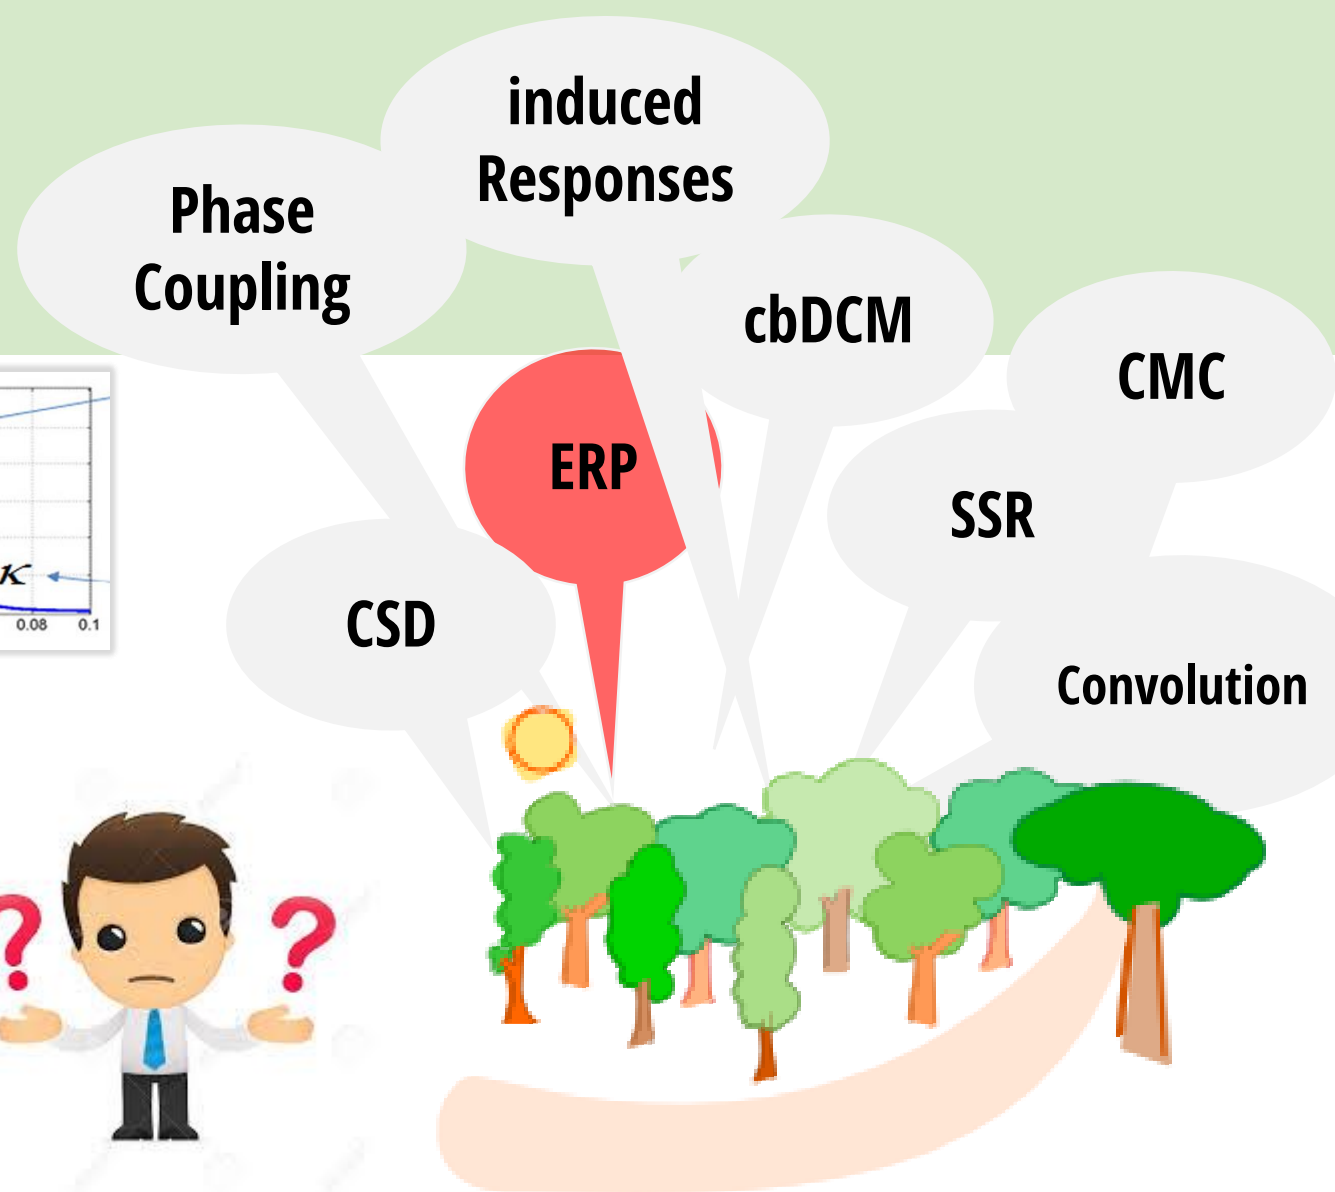 induced
Responses
Phase
Coupling
cbDCM
CMC
ERP
SSR
κ
0.08 0.1
CSD
Convolution
? ?